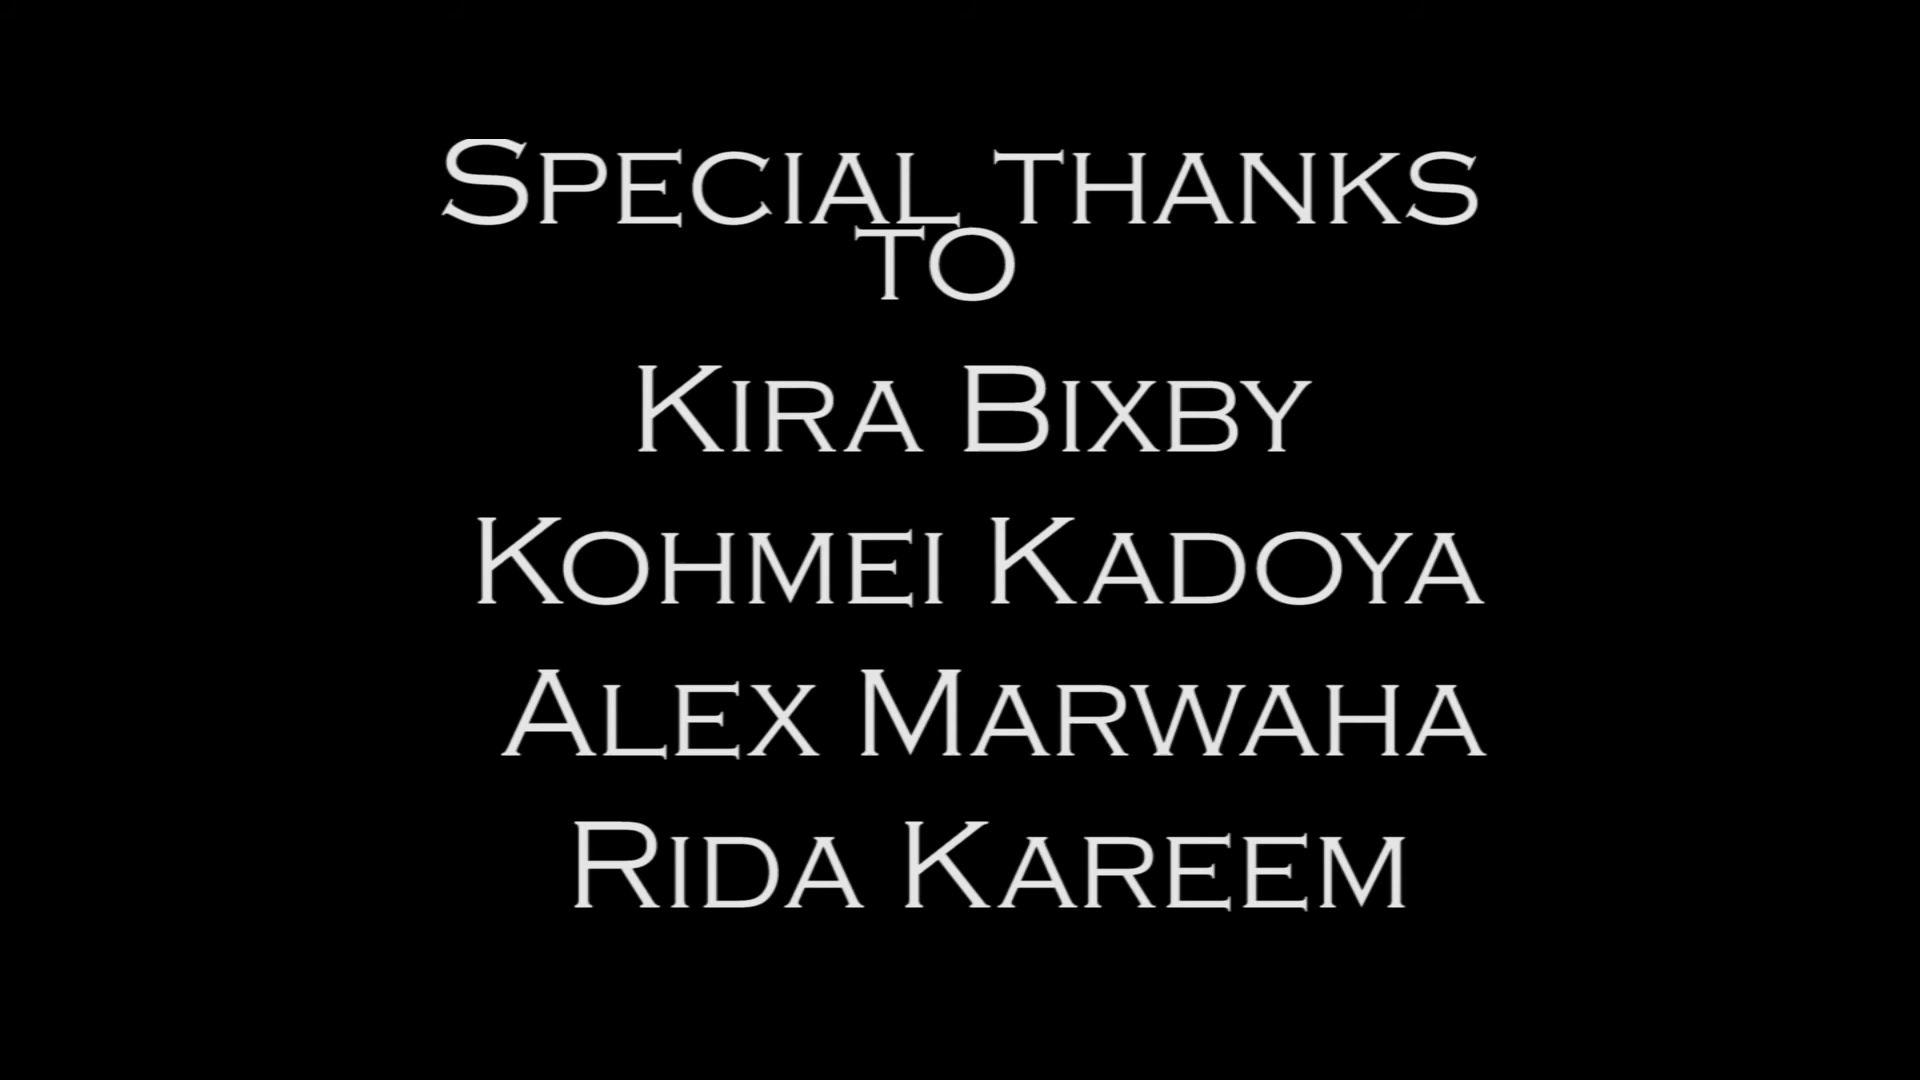 Special thanks
to
Kira Bixby
Kohmei Kadoya
Alex Marwaha
Rida Kareem